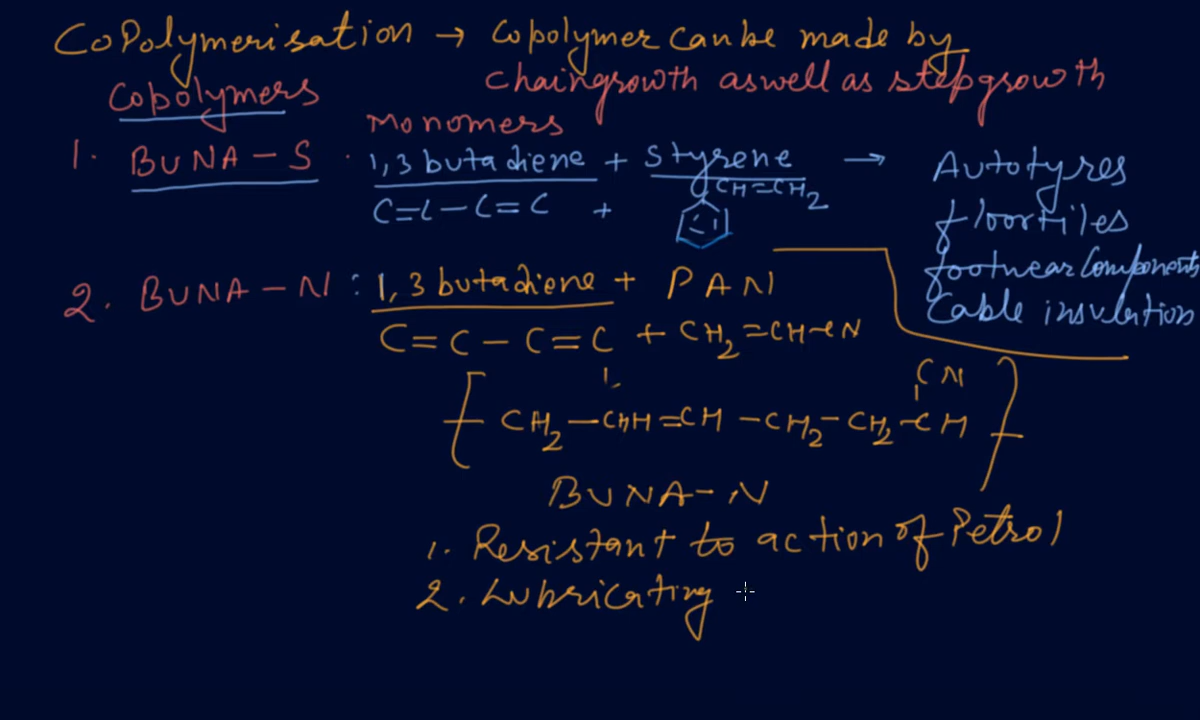 CoPolymerisation → Copolymer can be made by
chaingrowth aswell as stepgrowth
Copolymers
Monomers
1. BUNA - S . 1,3 butadiene + Styrene → Autotyres
CH=CH2
C=C-C=C +
floortiles
footwear components
Cable insulation
2. BUNA - N : 1,3 butadiene + PAN
C=C-C=C + CH2=CH-CN
CN
[CH2-CH=CH-CH2-CH2-CH]
BUNA- N
1. Resistant to action of Petrol
2. Lubricating